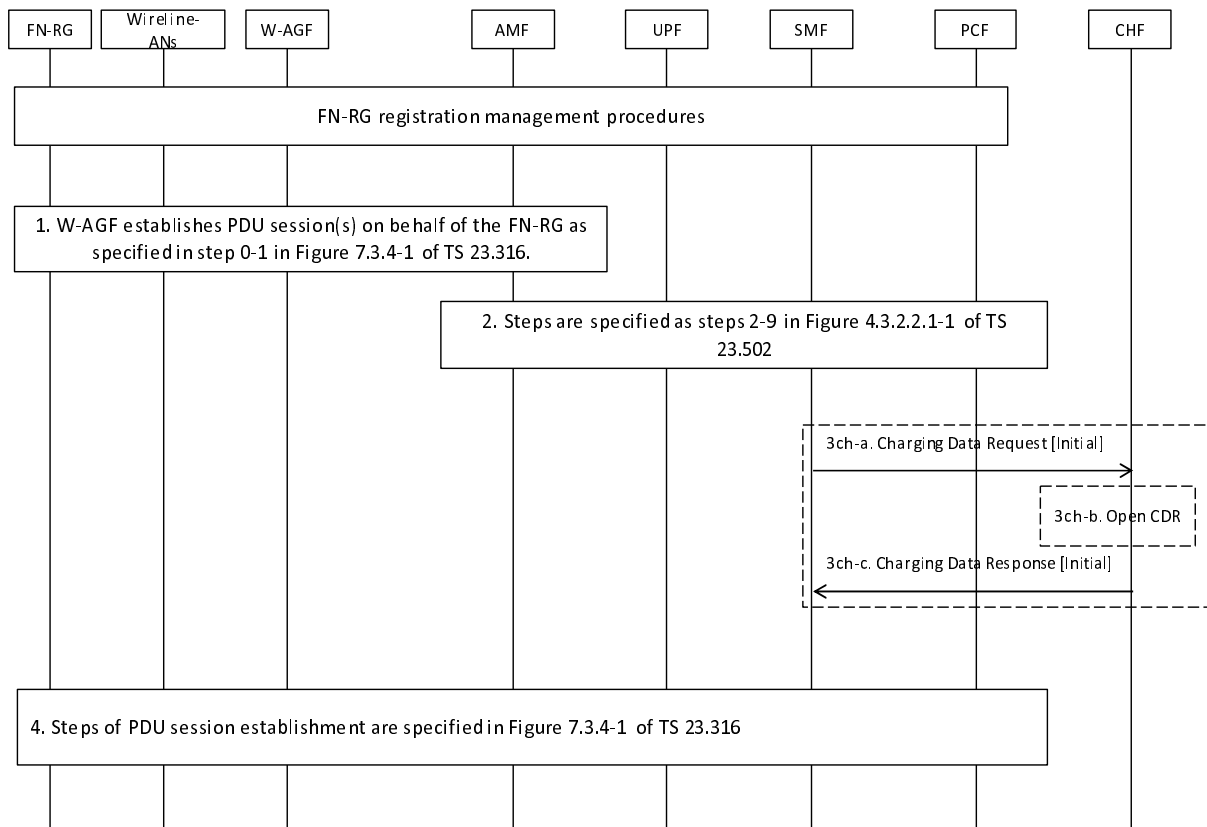 FN-RG
Wireline-
ANs
W-AGF
AMF
UPF
SMF
PCF
CHF
FN-RG registration management procedures
1. W-AGF establishes PDU session(s) on behalf of the FN-RG as
specified in step 0-1 in Figure 7.3.4-1 of TS 23.316.
2. Steps are specified as steps 2-9 in Figure 4.3.2.2.1-1 of TS
23.502
3ch-a. Charging Data Request [Initial]
3ch-b. Open CDR
3ch-c. Charging Data Response [Initial]
4. Steps of PDU session establishment are specified in Figure 7.3.4-1 of TS 23.316